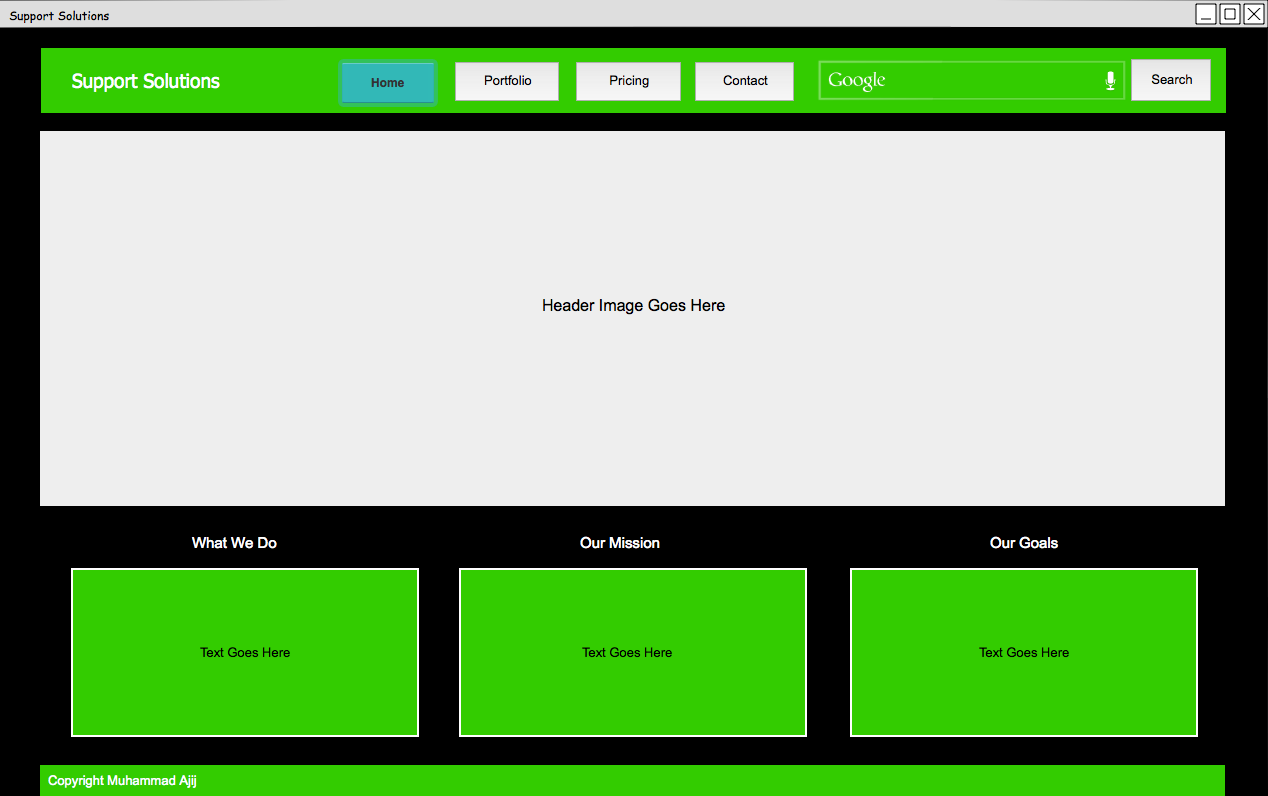 Support Solutions
Support Solutions
Home
Portfolio
Pricing
Contact
Google
Search
Header Image Goes Here
What We Do
Our Mission
Our Goals
Text Goes Here
Text Goes Here
Text Goes Here
Copyright Muhammad Ajij